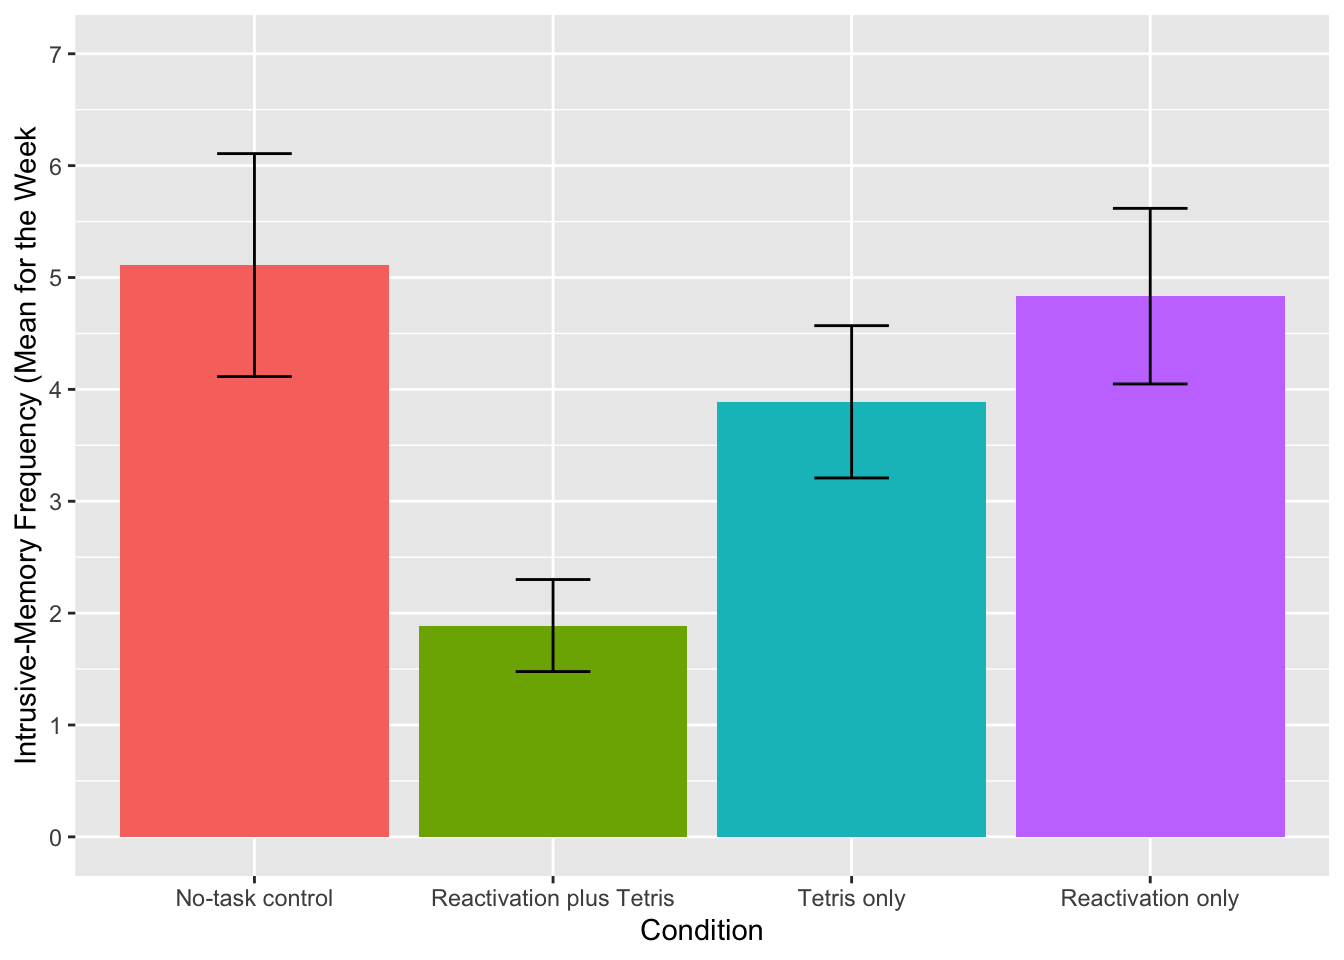 Intrusive-Memory Frequency (Mean for the Week
7
6
5
4
3
2
1
0
No-task control Reactivation plus Tetris Tetris only Reactivation only
Condition